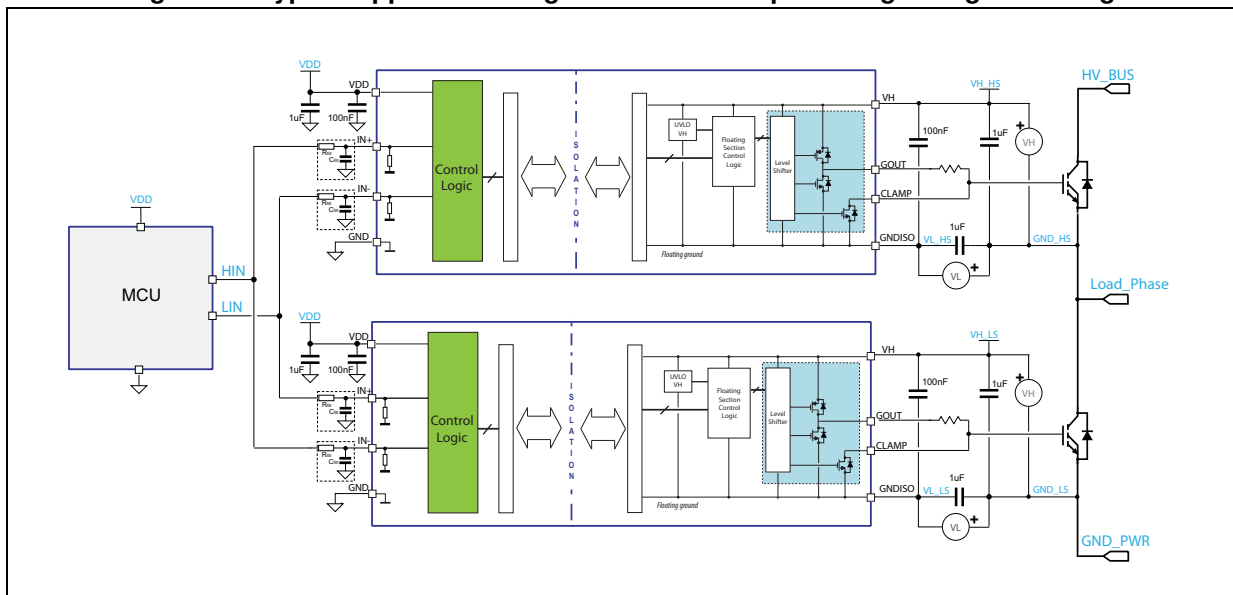 VDD
VDD
1uF
100nF
IN+
IN-
GND
Control
Logic
I
S
O
L
A
T
I
O
N
UVLO
VH
Floating
Section
Control
Logic
Level
Shifter
Floating ground
VH
GOUT
CLAMP
GNDISO
100nF
VH_HS
1uF
VH
+
VL_HS
1uF
GND_HS
VL
+
HV_BUS
Load_Phase
VDD
MCU
HIN
LIN
VDD
VDD
1uF
100nF
IN+
IN-
GND
Control
Logic
I
S
O
L
A
T
I
O
N
UVLO
VH
Floating
Section
Control
Logic
Level
Shifter
Floating ground
VH
GOUT
CLAMP
GNDISO
100nF
VH_LS
1uF
VH
+
VL_LS
1uF
GND_LS
VL
+
GND_PWR